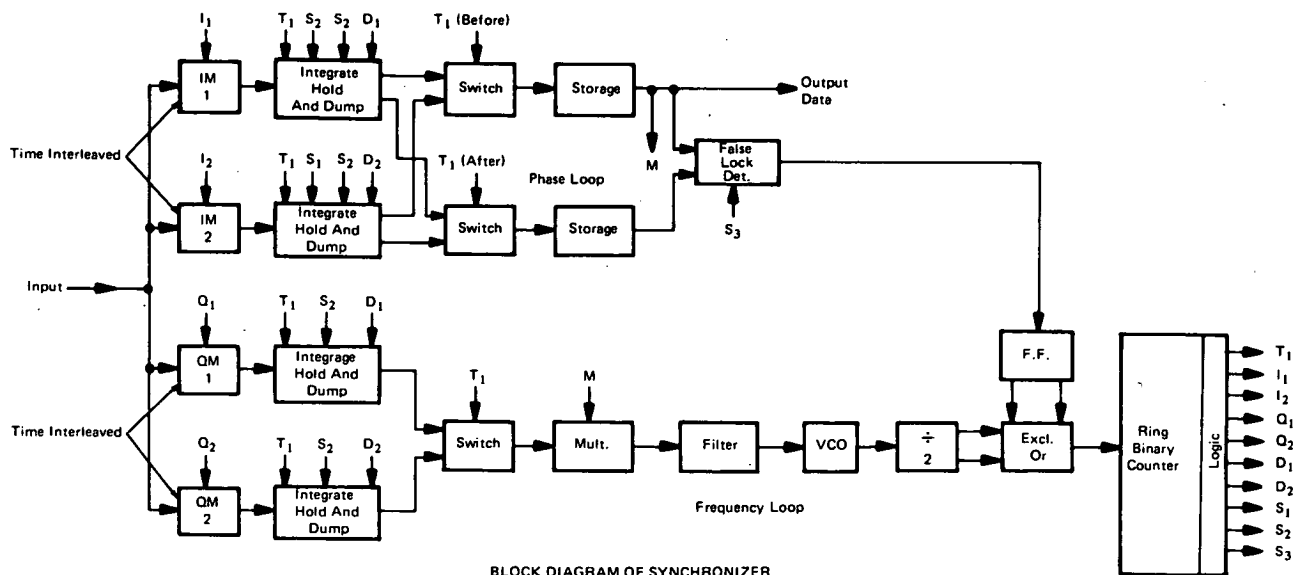 I1
T1 S2 S2 D1
T1 (Before)
IM
1
Integrate
Hold
And Dump
Switch
Storage
Output
Data
Time Interleaved
I2
T1 S1 S2 D2
T1 (After)
Phase Loop
M
False
Lock
Det.
IM
2
Integrate
Hold And
Dump
Switch
Storage
S3
Input
Q1
T1 S2 D1
QM
1
Integrage
Hold And
Dump
T1
M
F.F.
Time Interleaved
Switch
Mult.
Filter
VCO
÷
2
Excl.
Or
Ring
Binary
Counter
Logic
T1
I1
I2
Q1
Q2
D1
D2
S1
S2
S3
Q2
T1 S2 D2
QM
2
Integrate
Hold And
Dump
Frequency Loop
BLOCK DIAGRAM OF SYNCHRONIZER